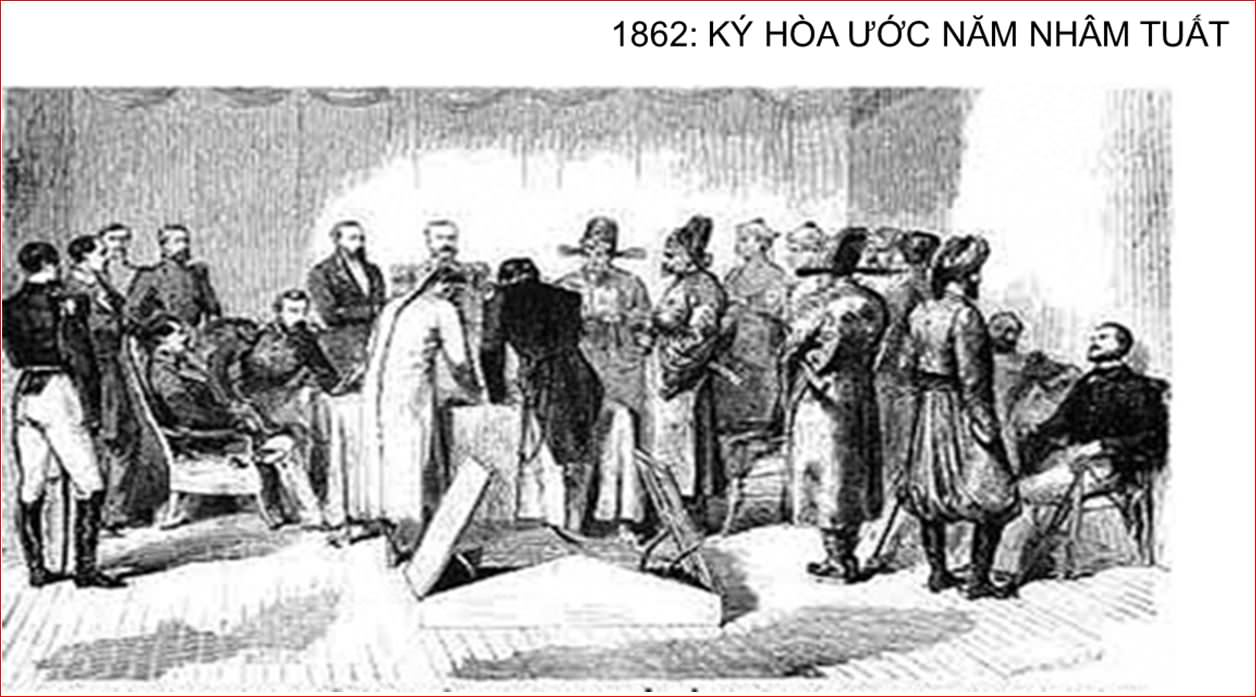 1862: KÝ HÒA ƯỚC NĂM NHÂM TUẤT